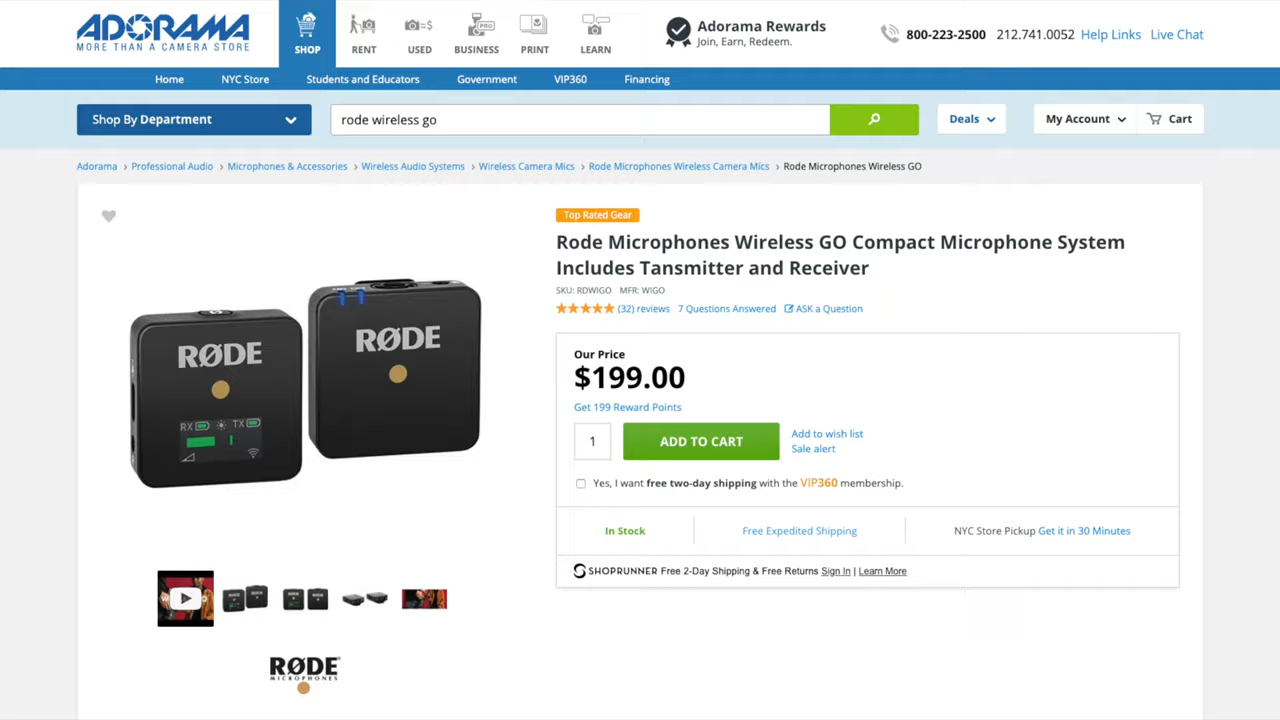 ADORAMA
MORE THAN A CAMERA STORE
SHOP
RENT
USED
PRO
BUSINESS
PRINT
LEARN
Adorama Rewards
Join, Earn, Redeem.
800-223-2500 212.741.0052 Help Links Live Chat
Home NYC Store Students and Educators Government VIP360 Financing
Shop By Department
rode wireless go
Deals
My Account
Cart
Adorama › Professional Audio › Microphones & Accessories › Wireless Audio Systems › Wireless Camera Mics › Rode Microphones Wireless Camera Mics › Rode Microphones Wireless GO
Top Rated Gear
Rode Microphones Wireless GO Compact Microphone System
Includes Tansmitter and Receiver
SKU: RDWIGO MFR: WIGO
(32) reviews 7 Questions Answered ASK a Question
RØDE
RX TX
RØDE
Our Price
$199.00
Get 199 Reward Points
1
ADD TO CART
Add to wish list
Sale alert
Yes, I want free two-day shipping with the VIP360 membership.
In Stock
Free Expedited Shipping
NYC Store Pickup Get it in 30 Minutes
SHOPRUNNER Free 2-Day Shipping & Free Returns Sign In | Learn More
RØDE
MICROPHONES